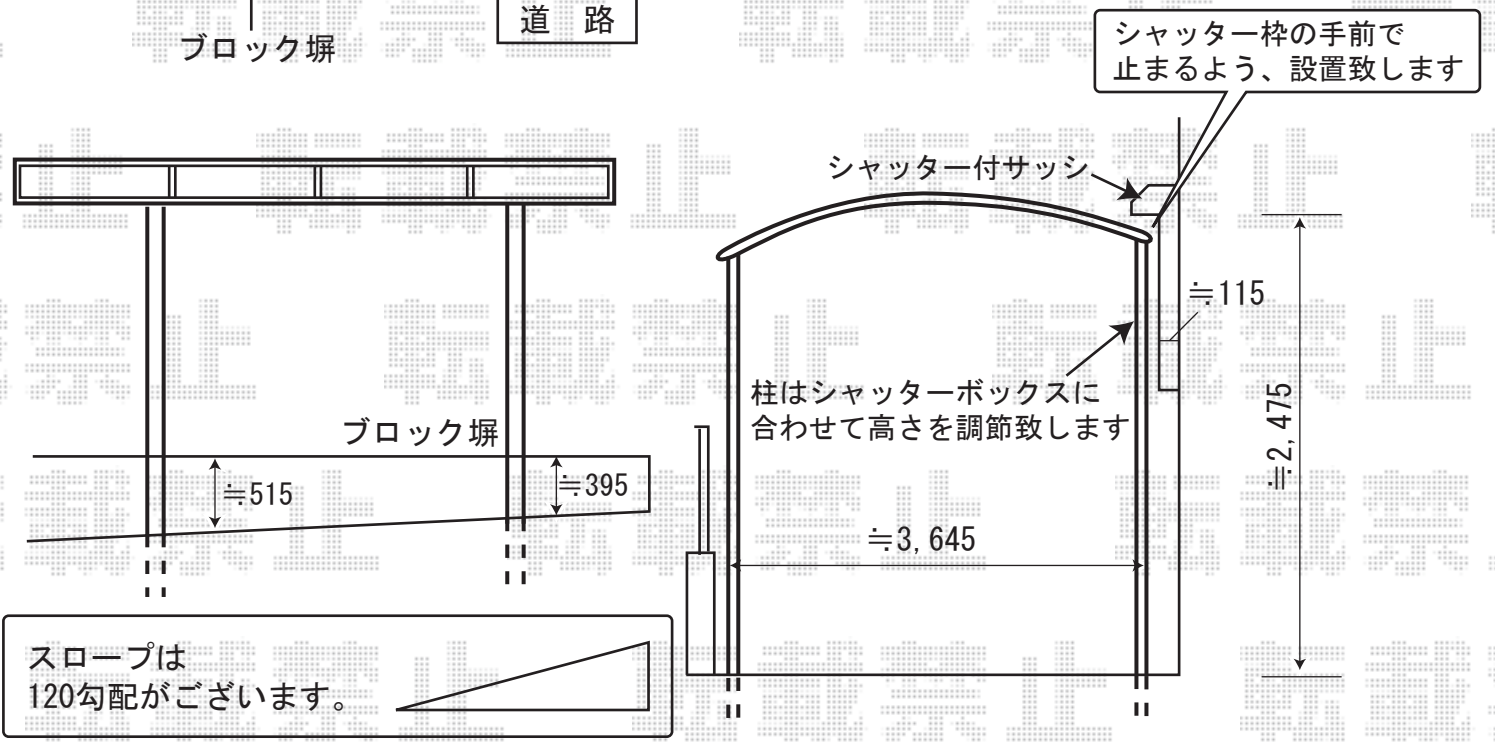 ブロック塀
道　路
シャッター枠の手前で
止まるよう、設置致します
シャッター付サッシ
≒115
柱はシャッターボックスに
合わせて高さを調節致します
≒2,475
ブロック塀
≒515
≒395
≒3,645
スロープは
120勾配がございます。
転載禁止